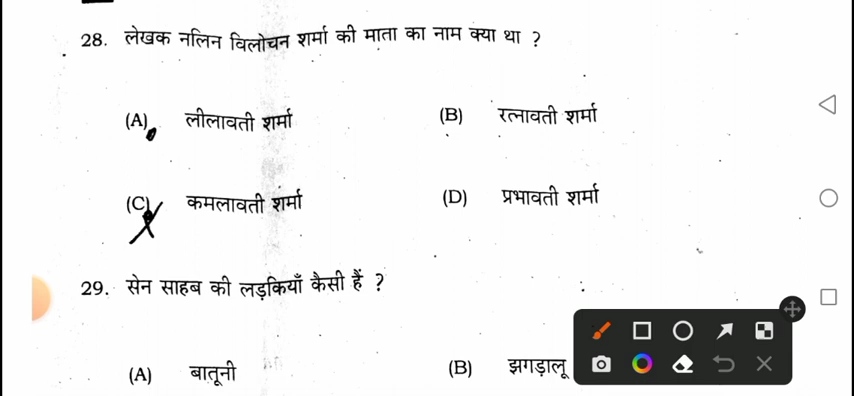 28. लेखक नलिन विलोचन शर्मा की माता का नाम क्या था ?
(A) लीलावती शर्मा (B) रत्नावती शर्मा
(C) कमलावती शर्मा (D) प्रभावती शर्मा
29. सेन साहब की लड़कियाँ कैसी हैं ?
(A) बातूनी (B) झगड़ालू